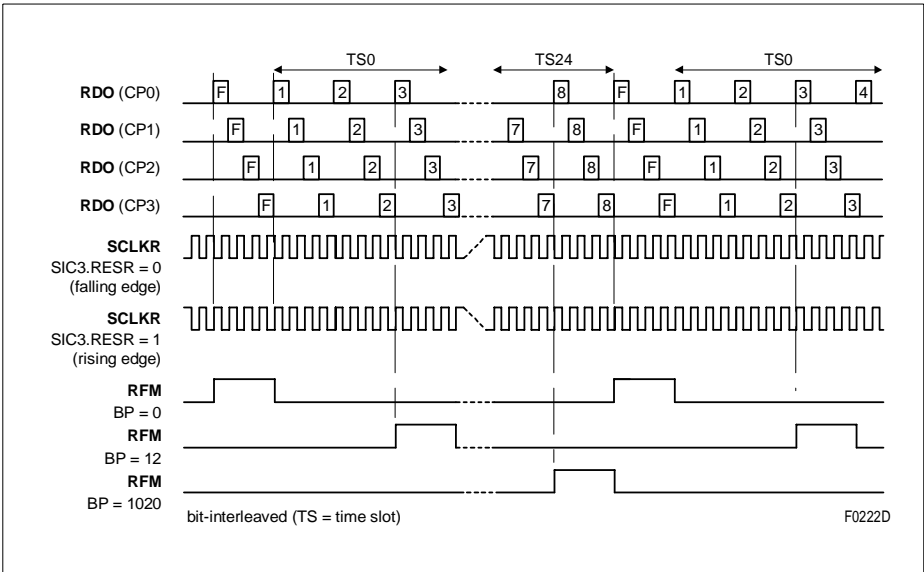 TS0 TS24 TS0
RDO (CP0) F 1 2 3 8 F 1 2 3 4
RDO (CP1) F 1 2 3 7 8 F 1 2 3
RDO (CP2) F 1 2 3 7 8 F 1 2 3
RDO (CP3) F 1 2 3 7 8 F 1 2 3
SCLKR
SIC3.RESR = 0
(falling edge)
SCLKR
SIC3.RESR = 1
(rising edge)
RFM
BP = 0
RFM
BP = 12
RFM
BP = 1020
bit-interleaved (TS = time slot) F0222D